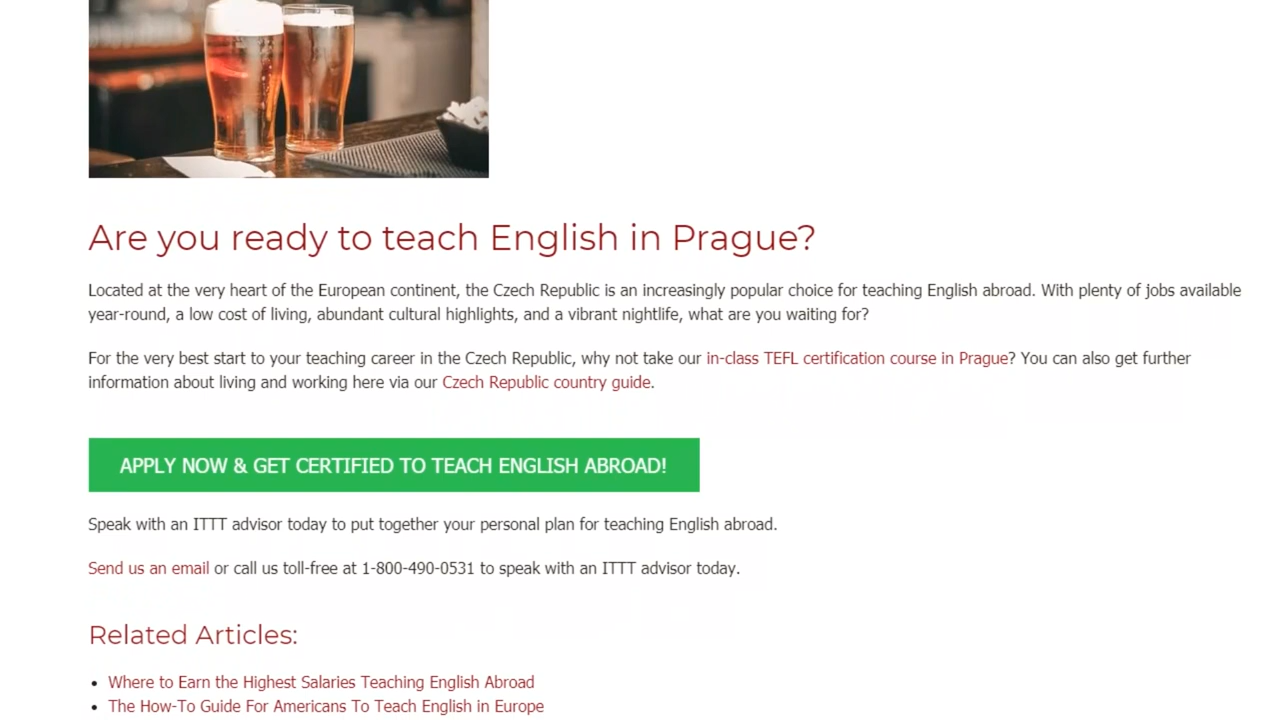 Are you ready to teach English in Prague?
Located at the very heart of the European continent, the Czech Republic is an increasingly popular choice for teaching English abroad. With plenty of jobs available
year-round, a low cost of living, abundant cultural highlights, and a vibrant nightlife, what are you waiting for?
For the very best start to your teaching career in the Czech Republic, why not take our in-class TEFL certification course in Prague? You can also get further
information about living and working here via our Czech Republic country guide.
APPLY NOW & GET CERTIFIED TO TEACH ENGLISH ABROAD!
Speak with an ITTT advisor today to put together your personal plan for teaching English abroad.
Send us an email or call us toll-free at 1-800-490-0531 to speak with an ITTT advisor today.
Related Articles:
• Where to Earn the Highest Salaries Teaching English Abroad
• The How-To Guide For Americans To Teach English in Europe